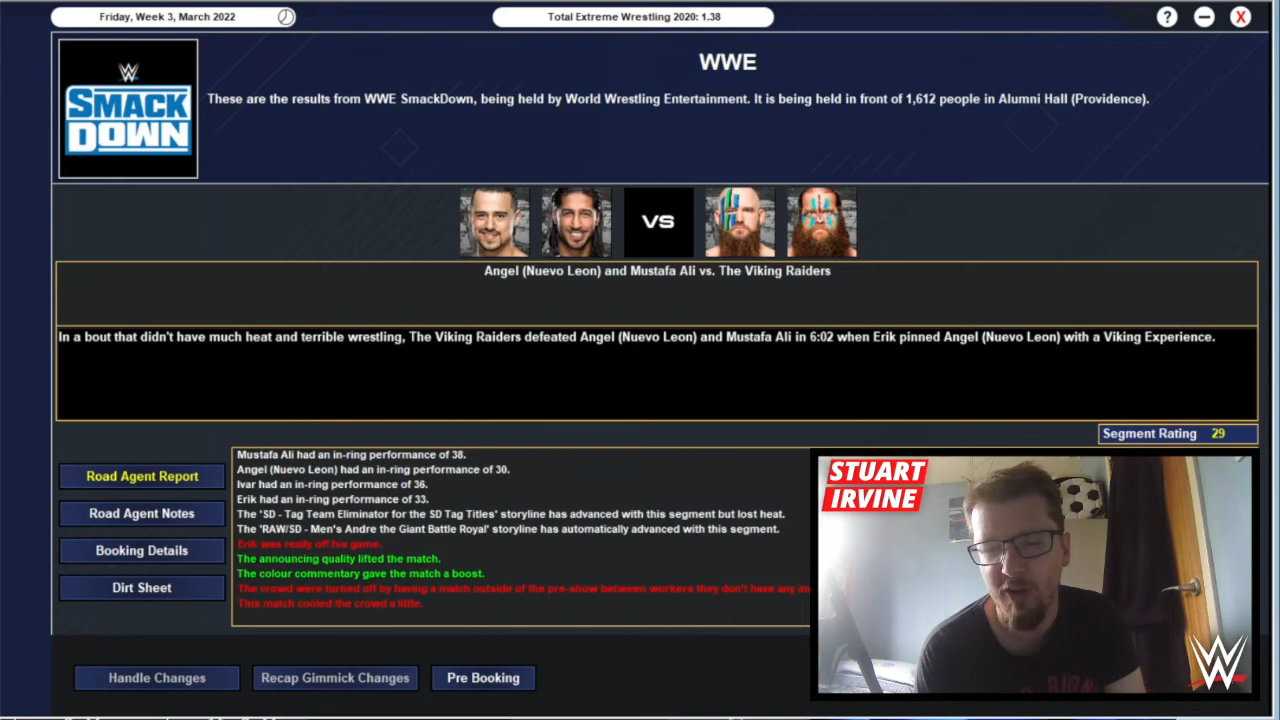 Friday, Week 3, March 2022
Total Extreme Wrestling 2020: 1.38
?
X
W
SMACK
DOWN
WWE
These are the results from WWE SmackDown, being held by World Wrestling Entertainment. It is being held in front of 1,612 people in Alumni Hall (Providence).
VS
Angel (Nuevo Leon) and Mustafa Ali vs. The Viking Raiders
In a bout that didn't have much heat and terrible wrestling, The Viking Raiders defeated Angel (Nuevo Leon) and Mustafa Ali in 6:02 when Erik pinned Angel (Nuevo Leon) with a Viking Experience.
Segment Rating 29
Road Agent Report
Road Agent Notes
Booking Details
Dirt Sheet
Mustafa Ali had an in-ring performance of 38.
Angel (Nuevo Leon) had an in-ring performance of 30.
Ivar had an in-ring performance of 36.
Erik had an in-ring performance of 33.
The 'SD - Tag Team Eliminator for the SD Tag Titles' storyline has advanced with this segment but lost heat.
The 'RAW/SD - Men's Andre the Giant Battle Royal' storyline has automatically advanced with this segment.
Erik was really off his game.
The announcing quality lifted the match.
The colour commentary gave the match a boost.
The crowd were turned off by having a match outside of the pre-show between workers they don't have any
This match cooled the crowd a little.
STUART
IRVINE
W
Handle Changes
Recap Gimmick Changes
Pre Booking